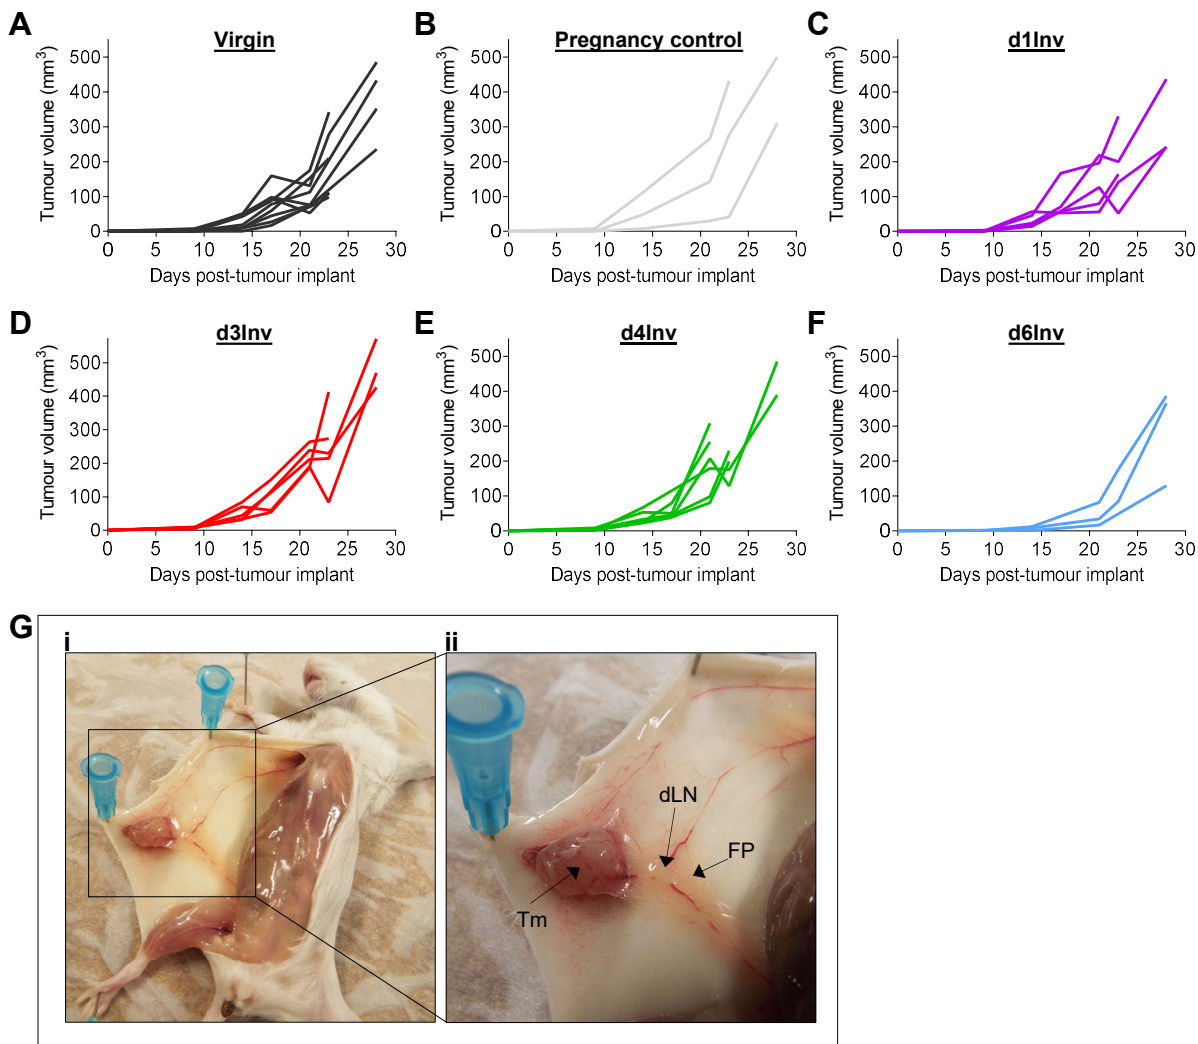 A
Virgin
Tumour volume (mm3)
500
400
300
200
100
0
0 5 10 15 20 25 30
Days post-tumour implant
B
Pregnancy control
Tumour volume (mm3)
500
400
300
200
100
0
0 5 10 15 20 25 30
Days post-tumour implant
C
d1Inv
Tumour volume (mm3)
500
400
300
200
100
0
0 5 10 15 20 25 30
Days post-tumour implant
D
d3Inv
Tumour volume (mm3)
500
400
300
200
100
0
0 5 10 15 20 25 30
Days post-tumour implant
E
d4Inv
Tumour volume (mm3)
500
400
300
200
100
0
0 5 10 15 20 25 30
Days post-tumour implant
F
d6Inv
Tumour volume (mm3)
500
400
300
200
100
0
0 5 10 15 20 25 30
Days post-tumour implant
G
i
ii
dLN
FP
Tm